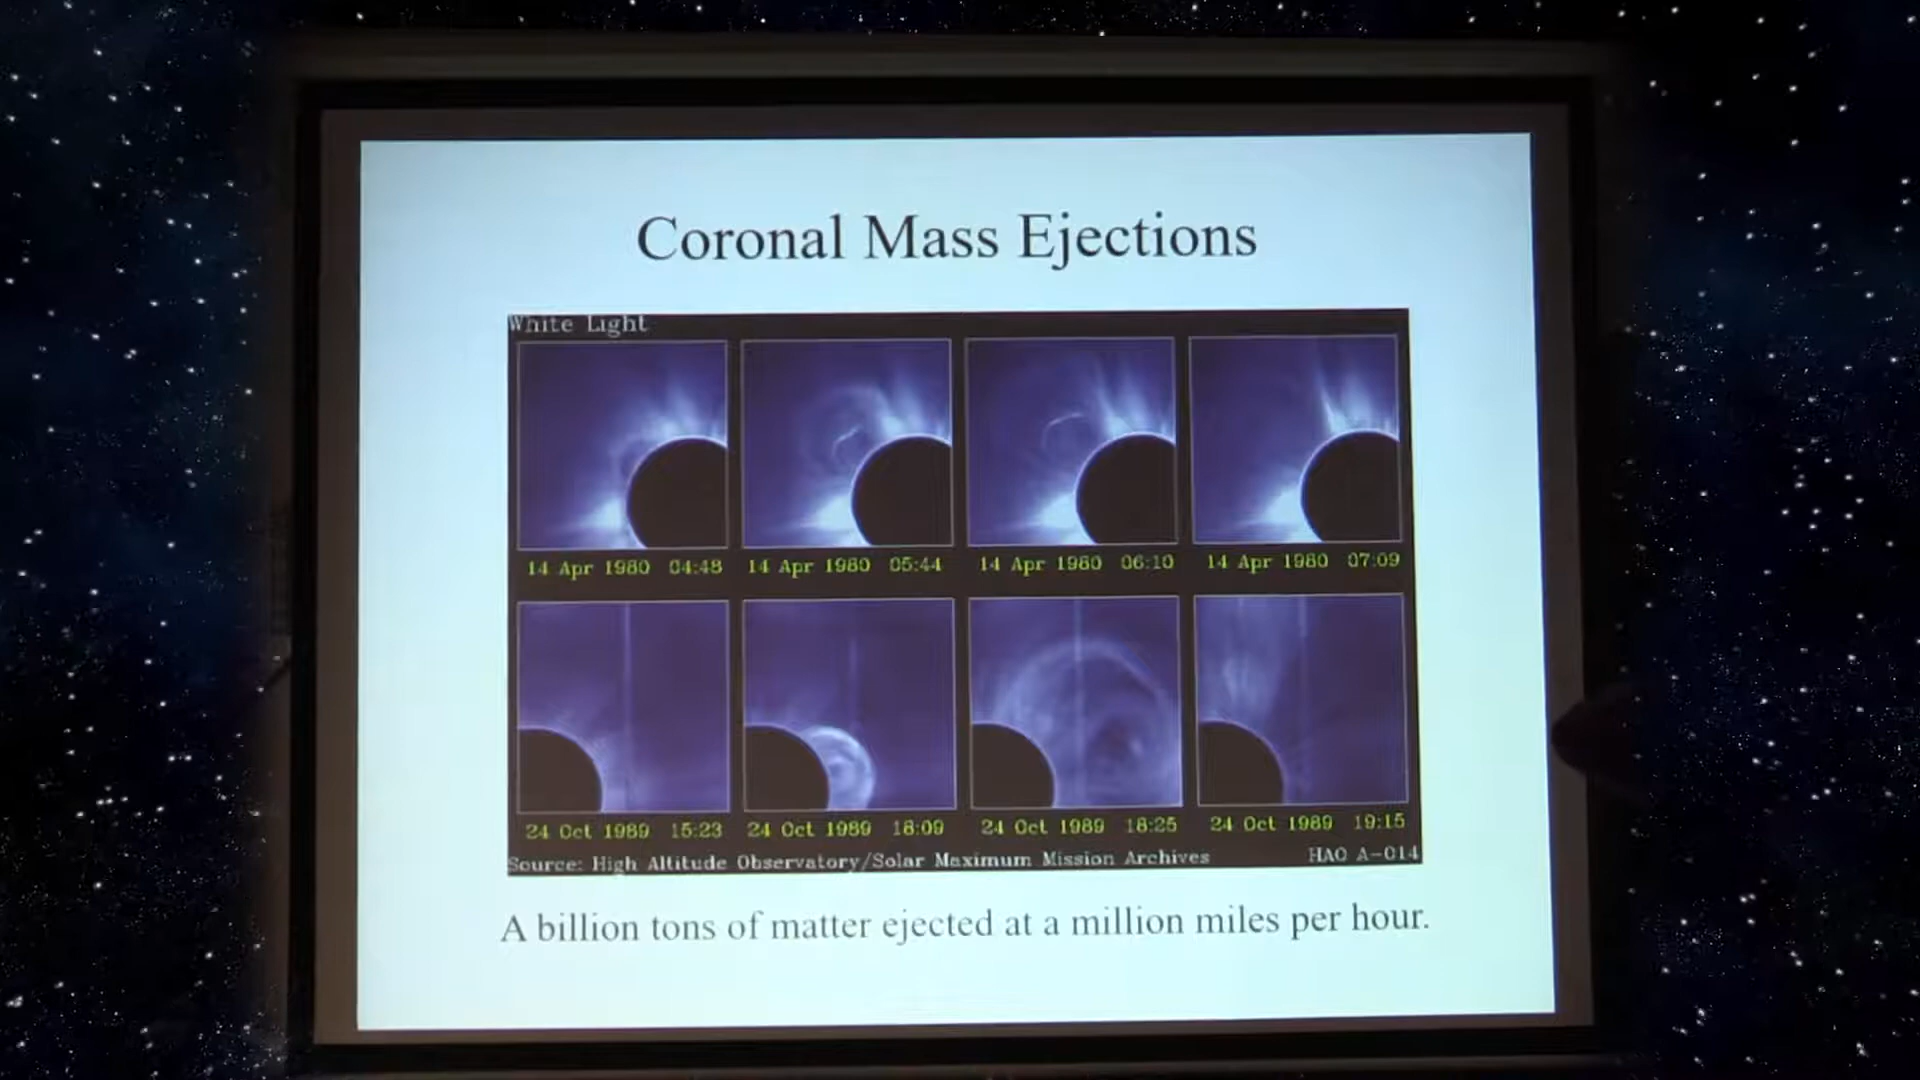 Coronal Mass Ejections
White Light
14 Apr 1980 04:48 14 Apr 1980 05:44 14 Apr 1980 06:10 14 Apr 1980 07:09
24 Oct 1989 15:23 24 Oct 1989 18:09 24 Oct 1989 18:25 24 Oct 1989 19:15
Source: High Altitude Observatory/Solar Maximum Mission Archives HAO A-014
A billion tons of matter ejected at a million miles per hour.